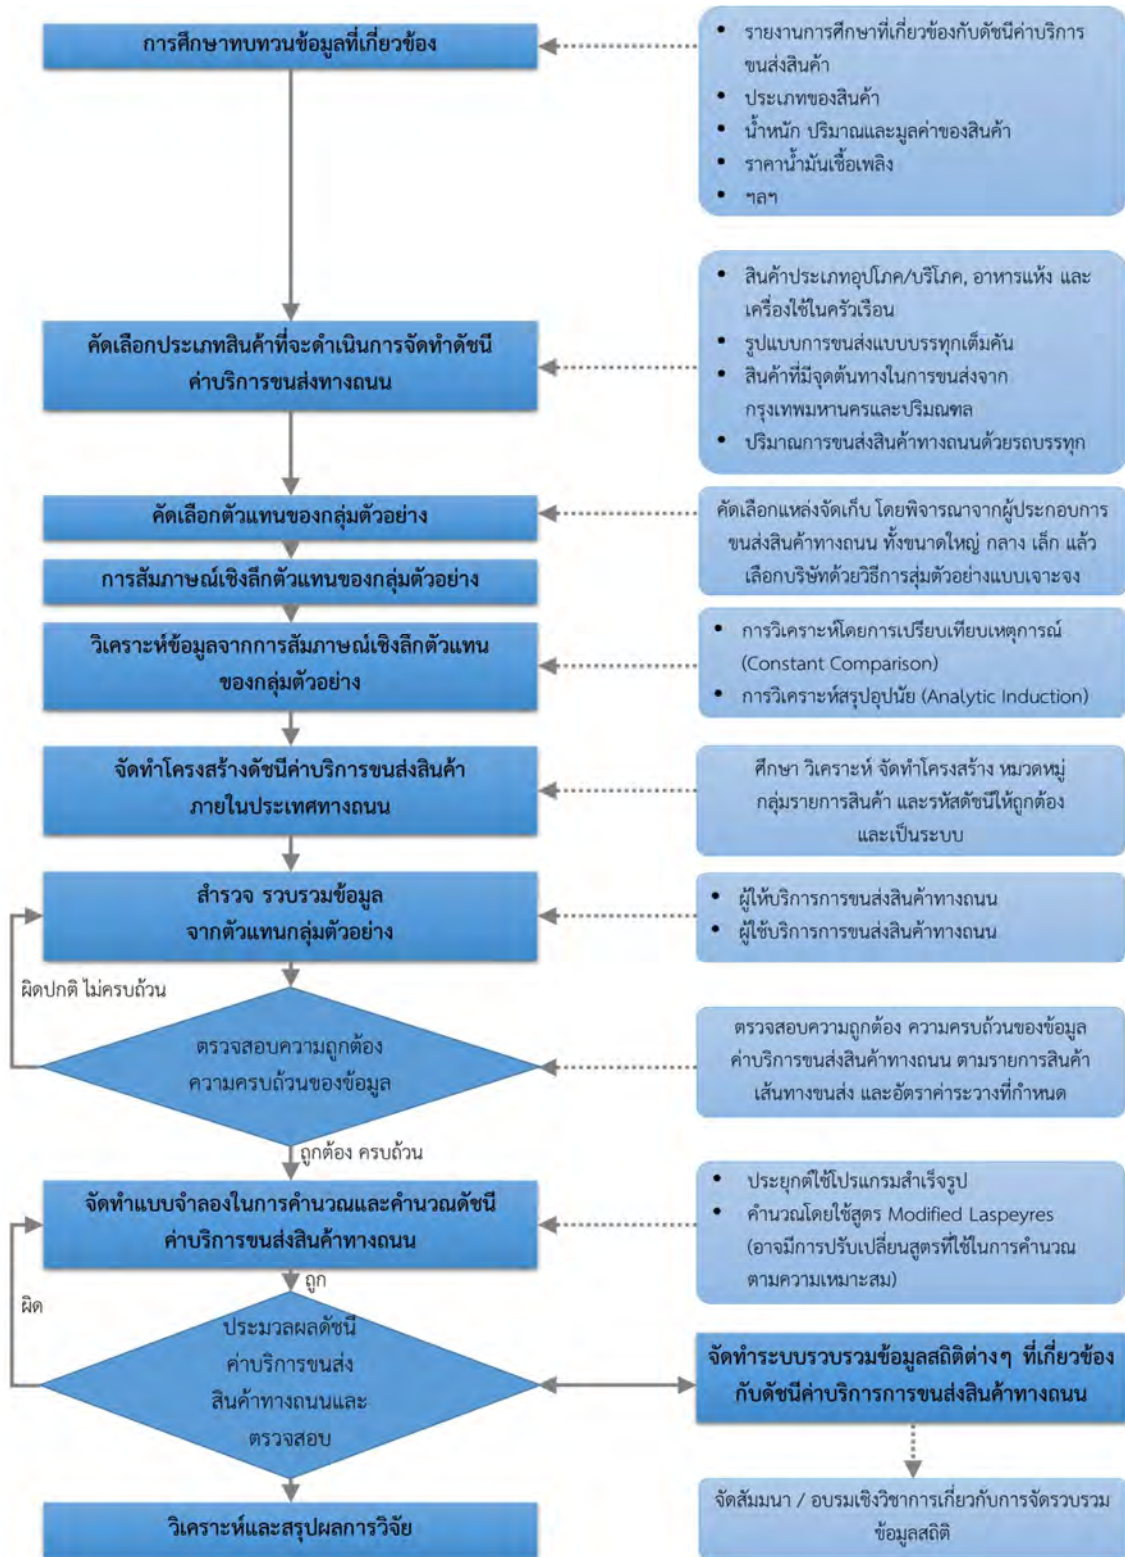 การศึกษาทบทวนข้อมูลที่เกี่ยวข้อง
• รายงานการศึกษาที่เกี่ยวข้องกับดัชนีค่าบริการ
ขนส่งสินค้า
• ประเภทของสินค้า
• น้ำหนัก ปริมาณและมูลค่าของสินค้า
• ราคาน้ำมันเชื้อเพลิง
• ฯลฯ
คัดเลือกประเภทสินค้าที่จะดำเนินการจัดทำดัชนี
ค่าบริการขนส่งทางถนน
• สินค้าประเภทอุปโภค/บริโภค, อาหารแห้ง และ
เครื่องใช้ในครัวเรือน
• รูปแบบการขนส่งแบบบรรทุกเต็มคัน
• สินค้าที่มีจุดต้นทางในการขนส่งจาก
กรุงเทพมหานครและปริมณฑล
• ปริมาณการขนส่งสินค้าทางถนนด้วยรถบรรทุก
คัดเลือกตัวแทนของกลุ่มตัวอย่าง
คัดเลือกแหล่งจัดเก็บ โดยพิจารณาจากผู้ประกอบการ
ขนส่งสินค้าทางถนน ทั้งขนาดใหญ่ กลาง เล็ก แล้ว
เลือกบริษัทด้วยวิธีการสุ่มตัวอย่างแบบเจาะจง
การสัมภาษณ์เชิงลึกตัวแทนของกลุ่มตัวอย่าง
วิเคราะห์ข้อมูลจากการสัมภาษณ์เชิงลึกตัวแทน
ของกลุ่มตัวอย่าง
• การวิเคราะห์โดยการเปรียบเทียบเหตุการณ์
(Constant Comparison)
• การวิเคราะห์สรุปอุปนัย (Analytic Induction)
จัดทำโครงสร้างดัชนีค่าบริการขนส่งสินค้า
ภายในประเทศทางถนน
ศึกษา วิเคราะห์ จัดทำโครงสร้าง หมวดหมู่
กลุ่มรายการสินค้า และรหัสดัชนีให้ถูกต้อง
และเป็นระบบ
สำรวจ รวบรวมข้อมูล
จากตัวแทนกลุ่มตัวอย่าง
• ผู้ให้บริการการขนส่งสินค้าทางถนน
• ผู้ใช้บริการการขนส่งสินค้าทางถนน
ผิดปกติ ไม่ครบถ้วน
ตรวจสอบความถูกต้อง
ความครบถ้วนของข้อมูล
ตรวจสอบความถูกต้อง ความครบถ้วนของข้อมูล
ค่าบริการขนส่งสินค้าทางถนน ตามรายการสินค้า
เส้นทางขนส่ง และอัตราค่าระวางที่กำหนด
ถูกต้อง ครบถ้วน
จัดทำแบบจำลองในการคำนวณและคำนวณดัชนี
ค่าบริการขนส่งสินค้าทางถนน
• ประยุกต์ใช้โปรแกรมสำเร็จรูป
• คำนวณโดยใช้สูตร Modified Laspeyres
(อาจมีการปรับเปลี่ยนสูตรที่ใช้ในการคำนวณ
ตามความเหมาะสม)
ถูก
ผิด
ประมวลผลดัชนี
ค่าบริการขนส่ง
สินค้าทางถนนและ
ตรวจสอบ
จัดทำระบบรวบรวมข้อมูลสถิติต่างๆ ที่เกี่ยวข้อง
กับดัชนีค่าบริการการขนส่งสินค้าทางถนน
จัดสัมมนา / อบรมเชิงวิชาการเกี่ยวกับการจัดรวบรวม
ข้อมูลสถิติ
วิเคราะห์และสรุปผลการวิจัย